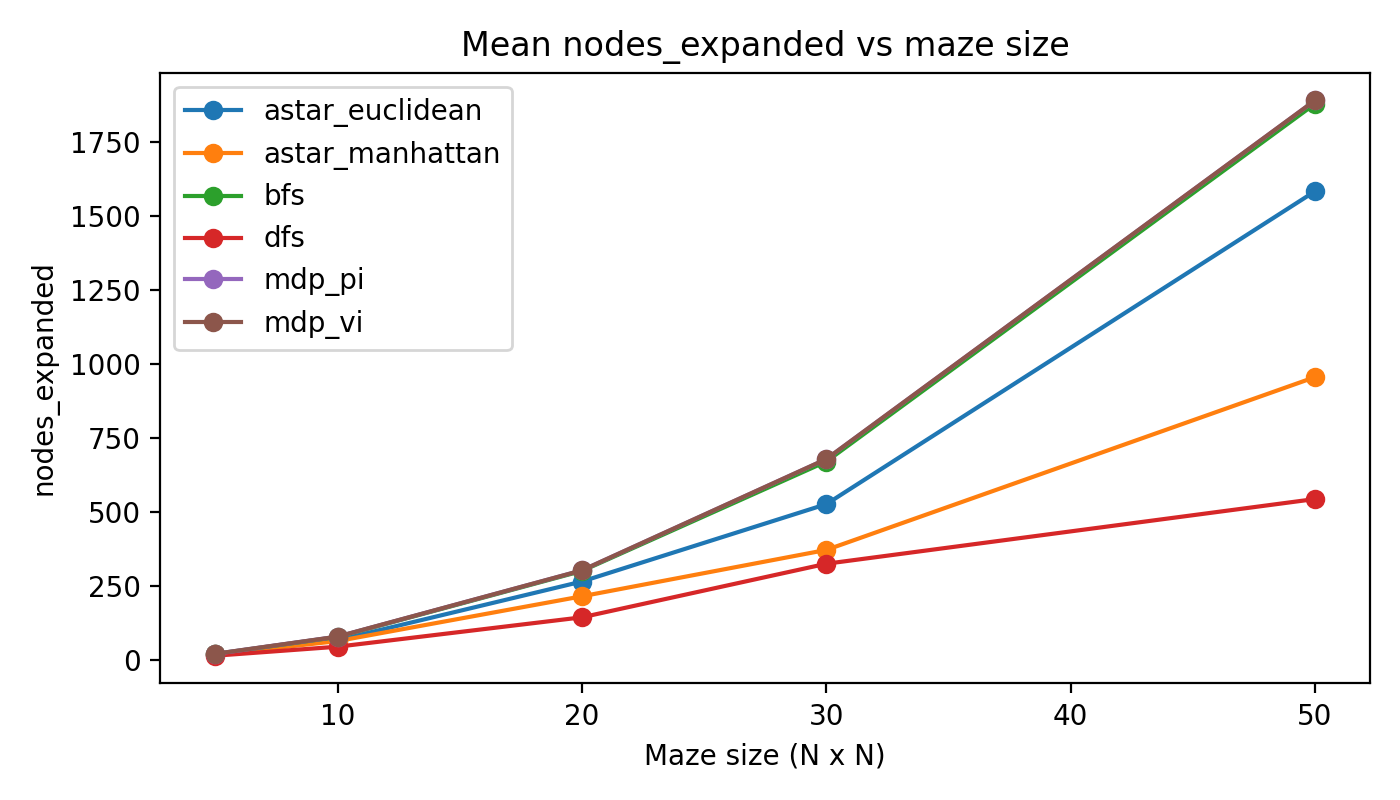 Mean nodes_expanded vs maze size
astar_euclidean
astar_manhattan
bfs
dfs
mdp_pi
mdp_vi
nodes_expanded
1750
1500
1250
1000
750
500
250
0
10 20 30 40 50
Maze size (N x N)